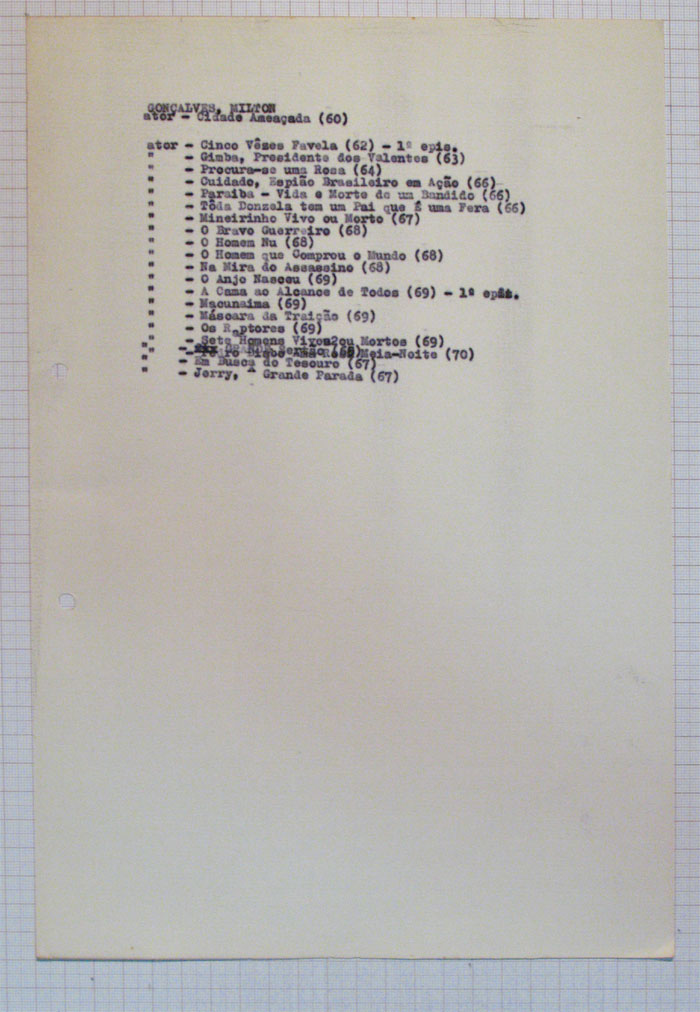 GONÇALVES, MILTON
ator - Cidade Ameaçada (60)
ator - Cinco Vêzes Favela (62) - 1º epis.
" - Gimba, Presidente dos Valentes (63)
" - Procura-se uma Rosa (64)
" - Cuidado, Espião Brasileiro em Ação (66)
" - Paraiba - Vida e Morte de um Bandido (66)
" - Tôda Donzela tem um Pai que É uma Fera (66)
" - Mineirinho Vivo ou Morto (67)
" - O Bravo Guerreiro (68)
" - O Homem Nu (68)
" - O Homem que Comprou o Mundo (68)
" - Na Mira do Assassino (68)
" - O Anjo Nasceu (69)
" - A Cama ao Alcance de Todos (69) - 1º epis.
" - Macunaima (69)
" - Máscara da Traição (69)
" - Os Raptores (69)
" - Sete Homens Vivos ou Mortos (69)
" - Meia-Noite (70)
" - Em Busca do Tesouro (67)
" - Jerry, A Grande Parada (67)